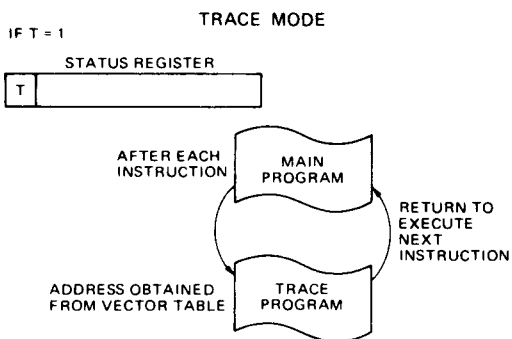 TRACE MODE
IF T = 1
STATUS REGISTER
T
AFTER EACH
INSTRUCTION
MAIN
PROGRAM
RETURN TO
EXECUTE
NEXT
INSTRUCTION
ADDRESS OBTAINED
FROM VECTOR TABLE
TRACE
PROGRAM